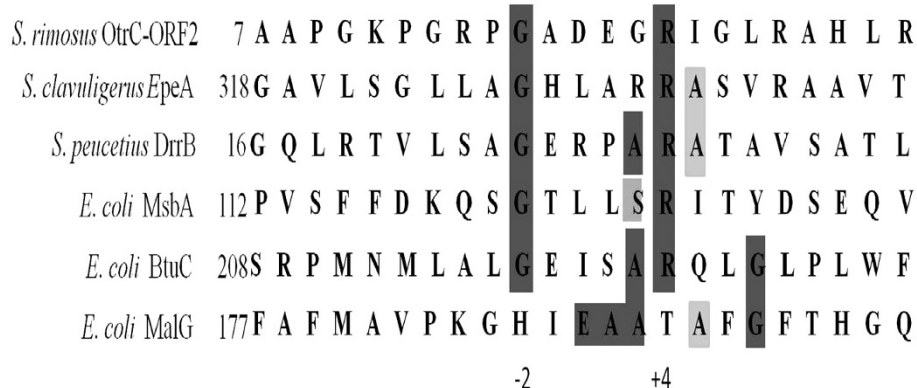 S. rimosus OtrC-ORF2 7 A A P G K P G R P G A D E G R I G L R A H L R
S. clavuligerus EpeA 318 G A V L S G L L A G H L A R R A S V R A A V T
S. peucetius DrrB 16 G Q L R T V L S A G E R P A R A T A V S A T L
E. coli MsbA 112 P V S F F D K Q S G T L L S R I T Y D S E Q V
E. coli BtuC 208 S R P M N M L A L G E I S A R Q L G L P L W F
E. coli MalG 177 F A F M A V P K G H I E A A T A F G F T H G Q
-2 +4